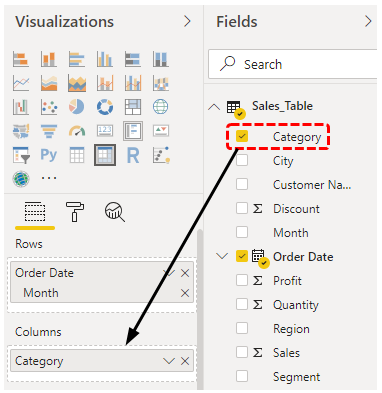 Visualizations
Fields
Search
Sales_Table
Category
City
Customer Na...
Discount
Month
Order Date
Profit
Quantity
Region
Sales
Segment
123
R
Py
Rows
Order Date
Month
Columns
Category